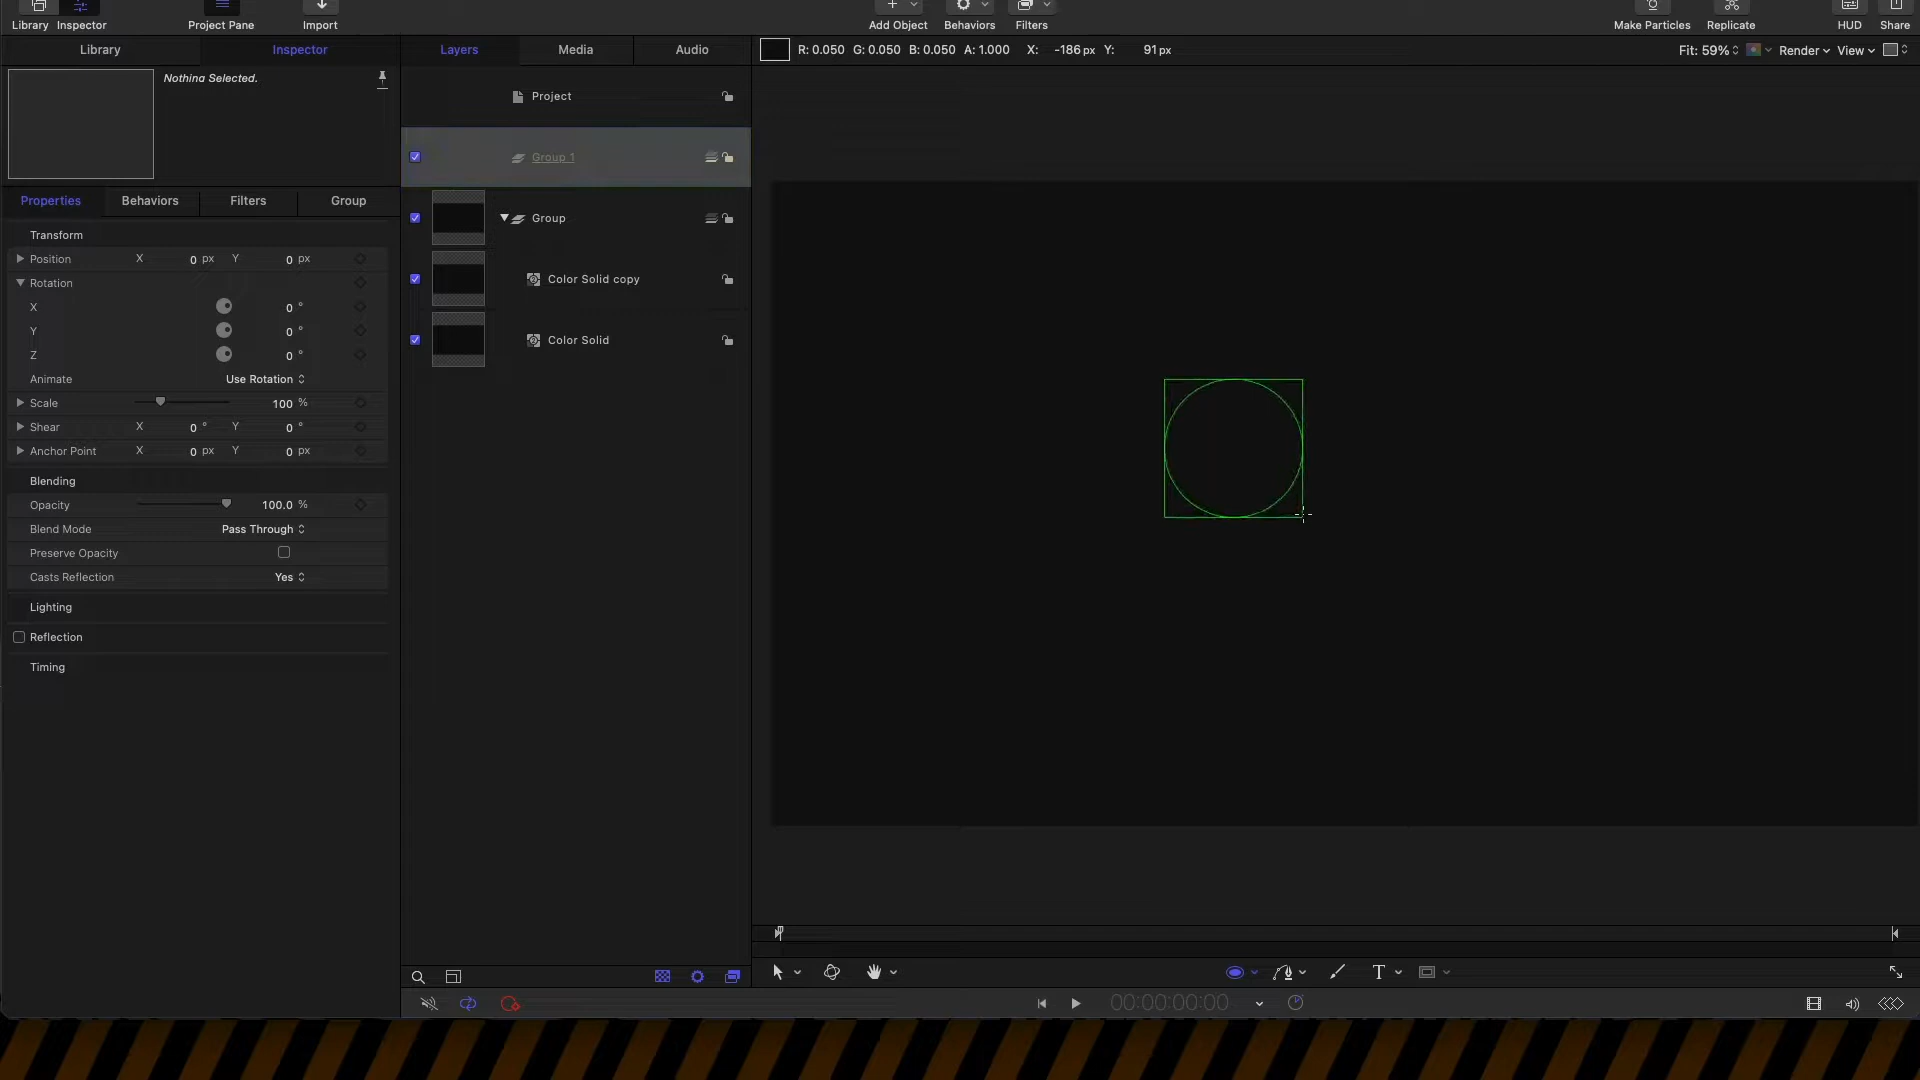 Library Inspector Project Pane Import Add Object Behaviors Filters Make Particles Replicate HUD Share
Library Inspector Layers Media Audio R: 0.050 G: 0.050 B: 0.050 A: 1.000 X: -186 px Y: 91 px Fit: 59% Render View
Nothing Selected.
Project
Group 1
Properties Behaviors Filters Group
Group
Transform
Position X 0 px Y 0 px
Rotation
Color Solid copy
X 0 °
Y 0 °
Color Solid
Z 0 °
Animate Use Rotation
Scale 100 %
Shear X 0 ° Y 0 °
Anchor Point X 0 px Y 0 px
Blending
Opacity 100.0 %
Blend Mode Pass Through
Preserve Opacity
Casts Reflection Yes
Lighting
Reflection
Timing
T
00:00:00:00